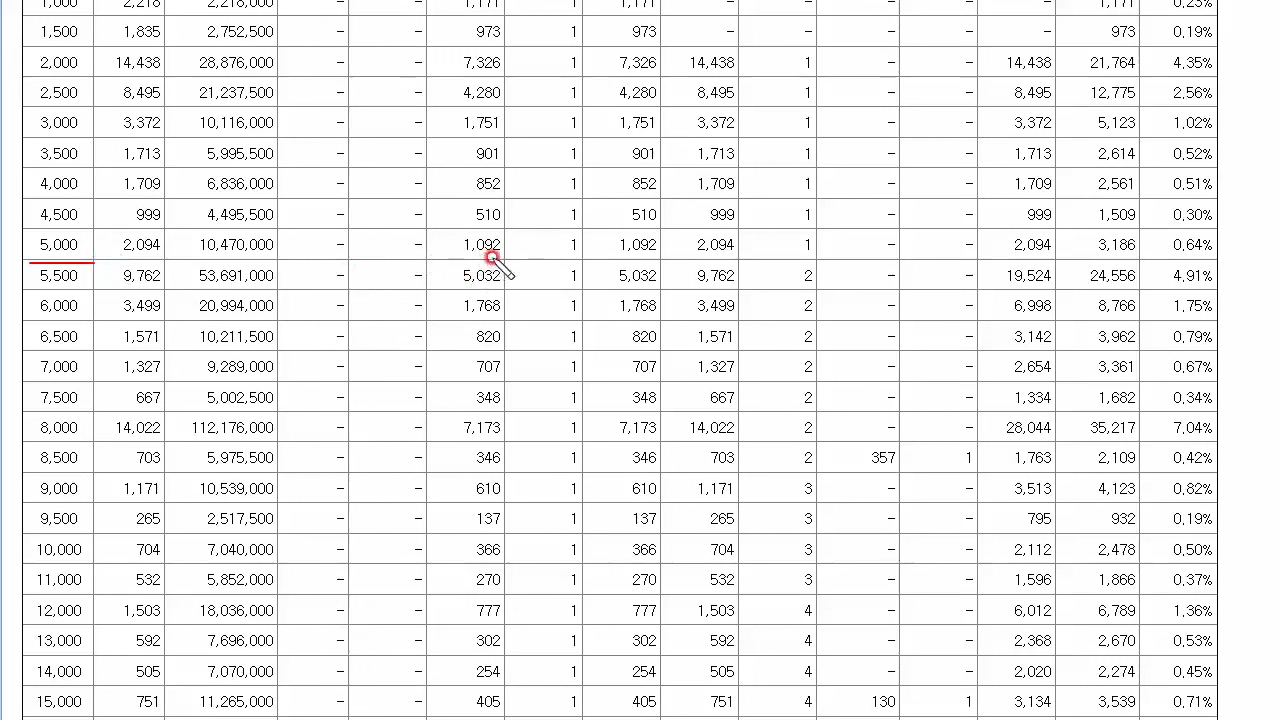 1,000 2,218 2,218,000 – – 1,171 1 1,171 – – – – – 1,171 0.23%
1,500 1,835 2,752,500 – – 973 1 973 – – – – – 973 0.19%
2,000 14,438 28,876,000 – – 7,326 1 7,326 14,438 1 – – 14,438 21,764 4.35%
2,500 8,495 21,237,500 – – 4,280 1 4,280 8,495 1 – – 8,495 12,775 2.56%
3,000 3,372 10,116,000 – – 1,751 1 1,751 3,372 1 – – 3,372 5,123 1.02%
3,500 1,713 5,995,500 – – 901 1 901 1,713 1 – – 1,713 2,614 0.52%
4,000 1,709 6,836,000 – – 852 1 852 1,709 1 – – 1,709 2,561 0.51%
4,500 999 4,495,500 – – 510 1 510 999 1 – – 999 1,509 0.30%
5,000 2,094 10,470,000 – – 1,092 1 1,092 2,094 1 – – 2,094 3,186 0.64%
5,500 9,762 53,691,000 – – 5,032 1 5,032 9,762 2 – – 19,524 24,556 4.91%
6,000 3,499 20,994,000 – – 1,768 1 1,768 3,499 2 – – 6,998 8,766 1.75%
6,500 1,571 10,211,500 – – 820 1 820 1,571 2 – – 3,142 3,962 0.79%
7,000 1,327 9,289,000 – – 707 1 707 1,327 2 – – 2,654 3,361 0.67%
7,500 667 5,002,500 – – 348 1 348 667 2 – – 1,334 1,682 0.34%
8,000 14,022 112,176,000 – – 7,173 1 7,173 14,022 2 – – 28,044 35,217 7.04%
8,500 703 5,975,500 – – 346 1 346 703 2 357 1 1,763 2,109 0.42%
9,000 1,171 10,539,000 – – 610 1 610 1,171 3 – – 3,513 4,123 0.82%
9,500 265 2,517,500 – – 137 1 137 265 3 – – 795 932 0.19%
10,000 704 7,040,000 – – 366 1 366 704 3 – – 2,112 2,478 0.50%
11,000 532 5,852,000 – – 270 1 270 532 3 – – 1,596 1,866 0.37%
12,000 1,503 18,036,000 – – 777 1 777 1,503 4 – – 6,012 6,789 1.36%
13,000 592 7,696,000 – – 302 1 302 592 4 – – 2,368 2,670 0.53%
14,000 505 7,070,000 – – 254 1 254 505 4 – – 2,020 2,274 0.45%
15,000 751 11,265,000 – – 405 1 405 751 4 130 1 3,134 3,539 0.71%